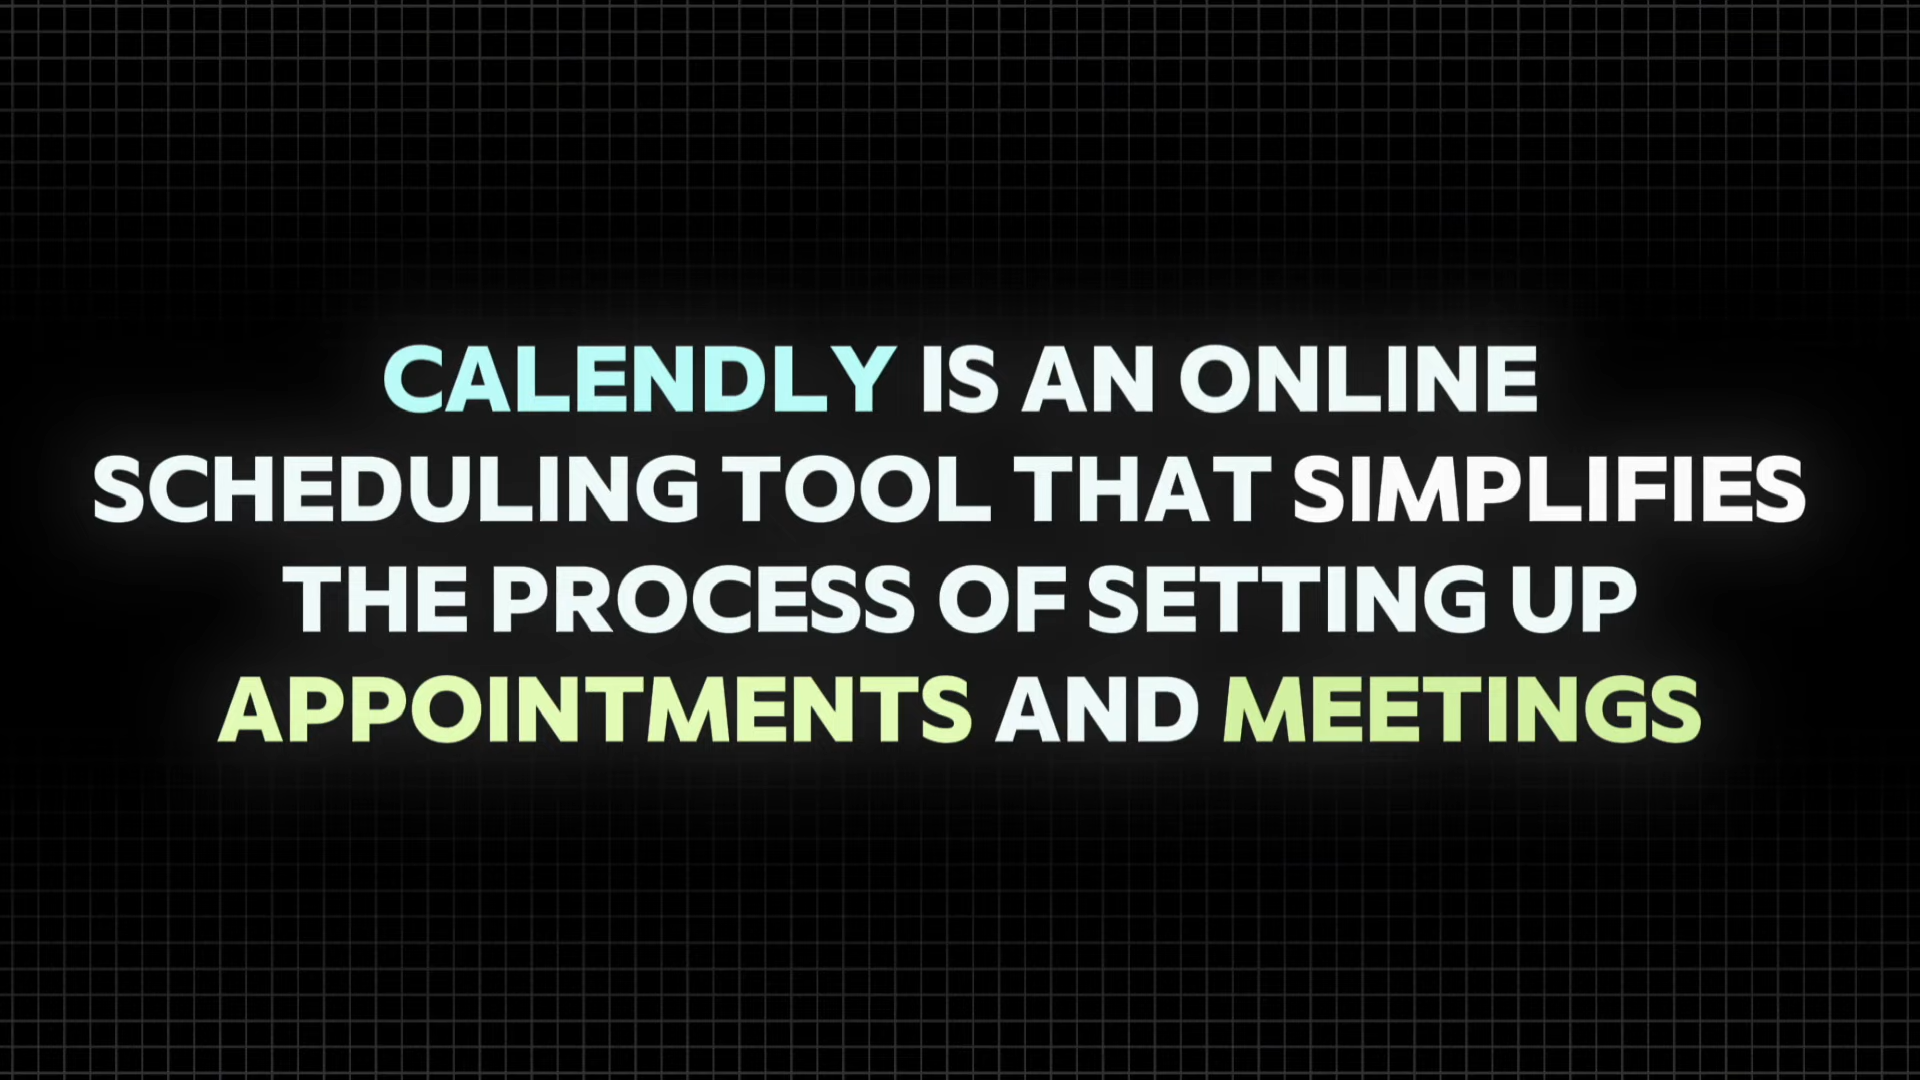 CALENDLY IS AN ONLINE
SCHEDULING TOOL THAT SIMPLIFIES
THE PROCESS OF SETTING UP
APPOINTMENTS AND MEETINGS